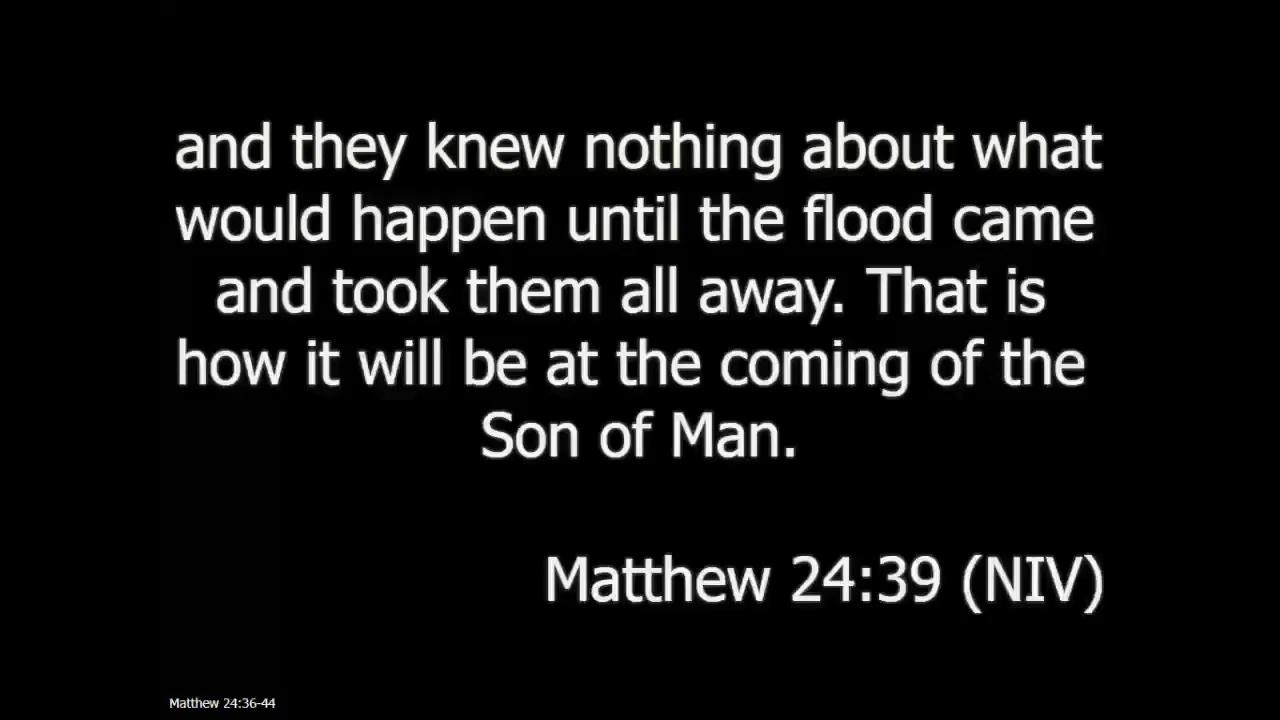 and they knew nothing about what
would happen until the flood came
and took them all away. That is
how it will be at the coming of the
Son of Man.
Matthew 24:39 (NIV)
Matthew 24:36-44